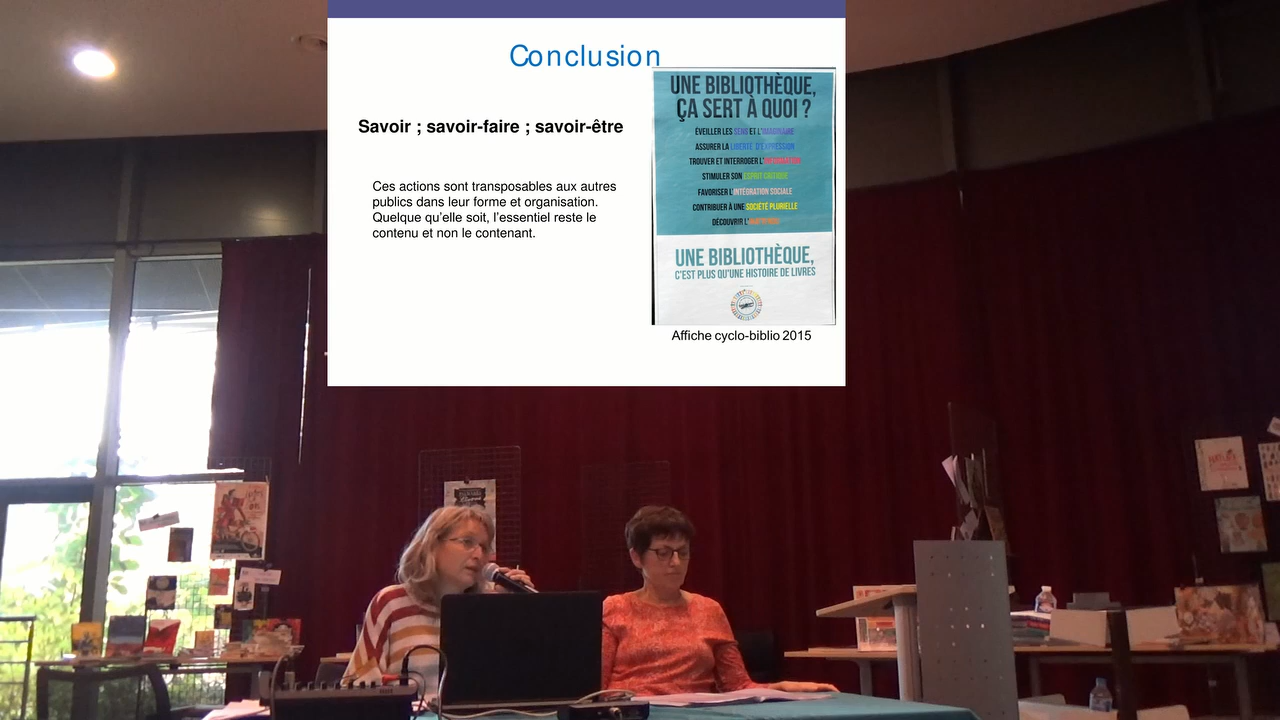 Conclusion
Savoir ; savoir-faire ; savoir-être
Ces actions sont transposables aux autres
publics dans leur forme et organisation.
Quelque qu'elle soit, l'essentiel reste le
contenu et non le contenant.
UNE BIBLIOTHÈQUE,
ÇA SERT À QUOI ?
ÉVEILLER LES SENS ET L'IMAGINAIRE
ASSURER LA LIBERTÉ D'EXPRESSION
TROUVER ET INTERROGER L'INFORMATION
STIMULER SON ESPRIT CRITIQUE
FAVORISER L'INTÉGRATION SOCIALE
CONTRIBUER À UNE SOCIÉTÉ PLURIELLE
DÉCOUVRIR
UNE BIBLIOTHÈQUE,
C'EST PLUS QU'UNE HISTOIRE DE LIVRES
Affiche cyclo-biblio 2015